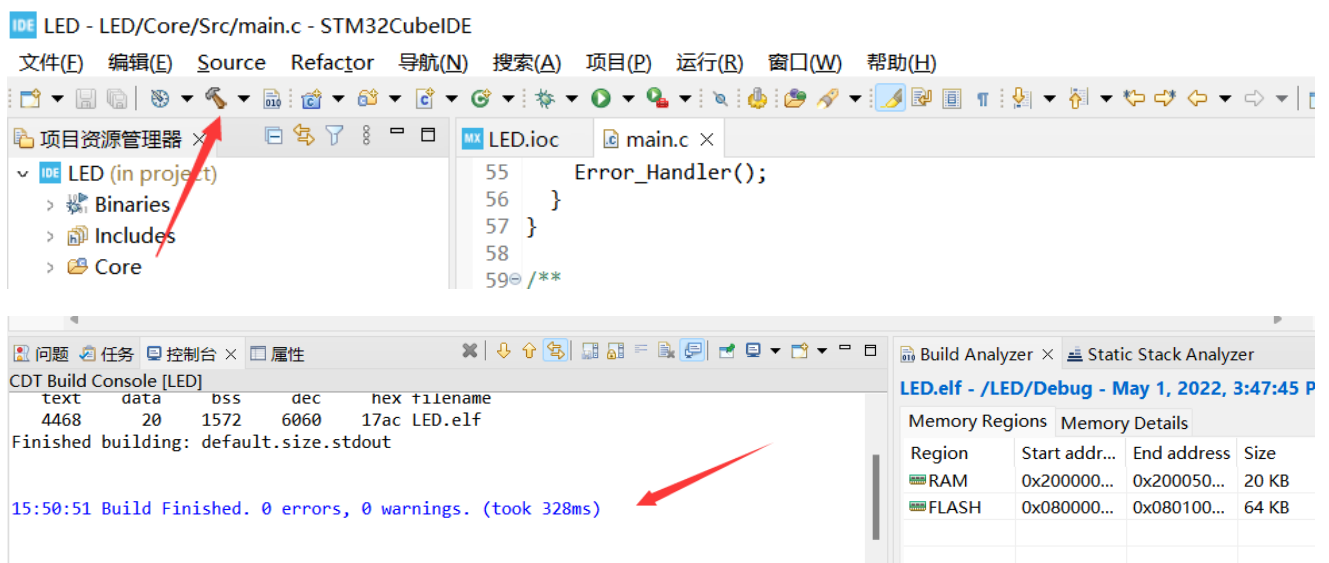 IDE LED - LED/Core/Src/main.c - STM32CubeIDE
文件(F) 编辑(E) Source Refactor 导航(N) 搜索(A) 项目(P) 运行(R) 窗口(W) 帮助(H)
项目资源管理器
MX LED.ioc main.c
IDE LED (in project)
Binaries
Includes
Core
55 Error_Handler();
56 }
57 }
58
59 /**
问题 任务 控制台 属性
CDT Build Console [LED]
text data bss dec hex filename
4468 20 1572 6060 17ac LED.elf
Finished building: default.size.stdout
15:50:51 Build Finished. 0 errors, 0 warnings. (took 328ms)
Build Analyzer Static Stack Analyzer
LED.elf - /LED/Debug - May 1, 2022, 3:47:45 P
Memory Regions Memory Details
Region Start addr... End address Size
RAM 0x200000... 0x200050... 20 KB
FLASH 0x080000... 0x080100... 64 KB